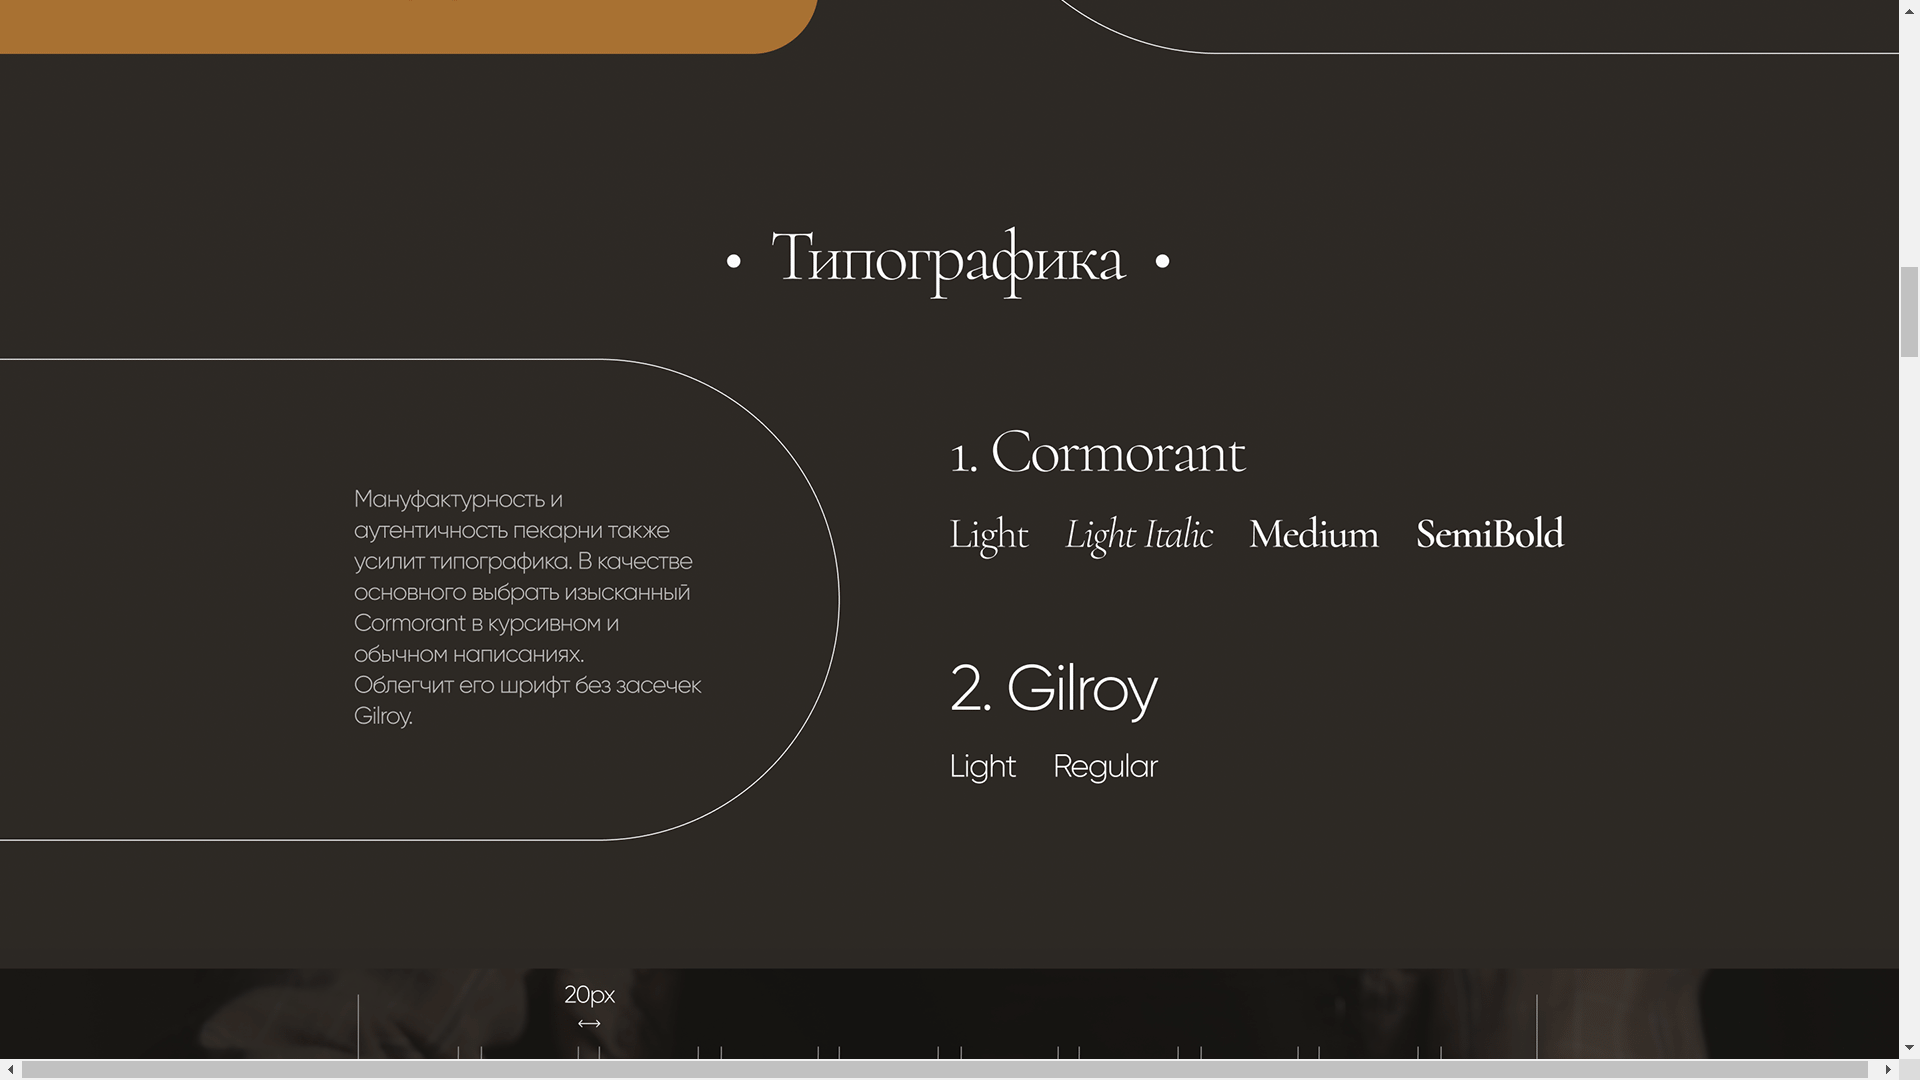 • Типографика •
Мануфактурность и
аутентичность пекарни также
усилит типографика. В качестве
основного выбрать изысканный
Cormorant в курсивном и
обычном написаниях.
Облегчит его шрифт без засечек
Gilroy.
1. Cormorant
Light Light Italic Medium SemiBold
2. Gilroy
Light Regular
20px